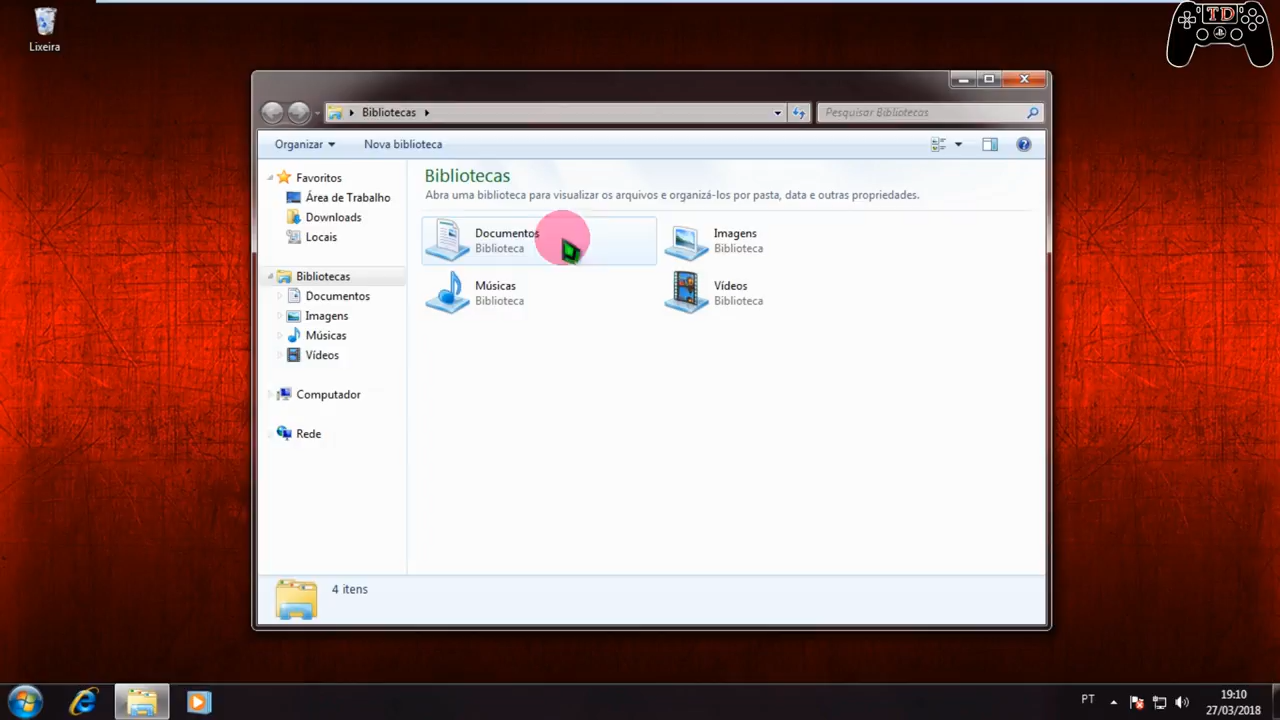 Lixeira
TD
Bibliotecas
Pesquisar Bibliotecas
Organizar
Nova biblioteca
Favoritos
Área de Trabalho
Downloads
Locais
Bibliotecas
Documentos
Imagens
Músicas
Vídeos
Computador
Rede
Bibliotecas
Abra uma biblioteca para visualizar os arquivos e organizá-los por pasta, data e outras propriedades.
Documentos
Biblioteca
Imagens
Biblioteca
Músicas
Biblioteca
Vídeos
Biblioteca
4 itens
PT
19:10
27/03/2018